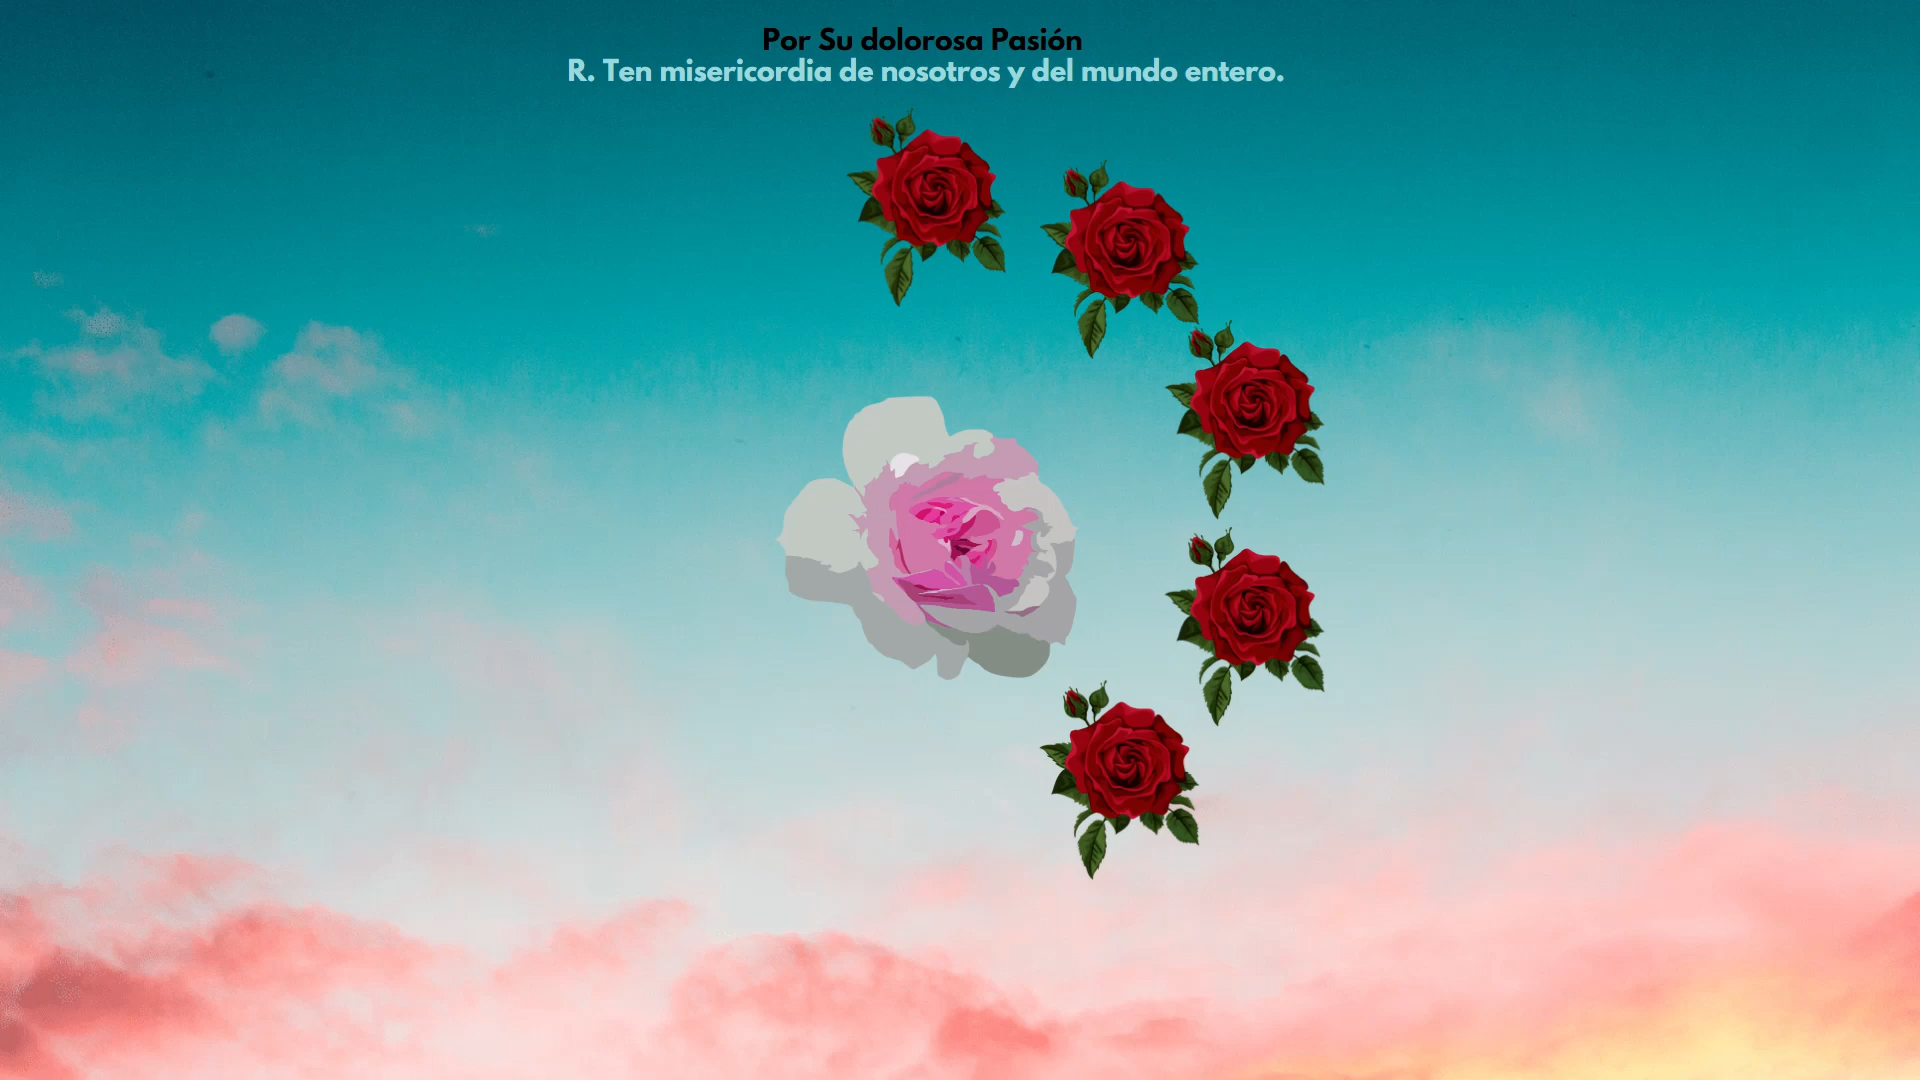 Por Su dolorosa Pasión
R. Ten misericordia de nosotros y del mundo entero.